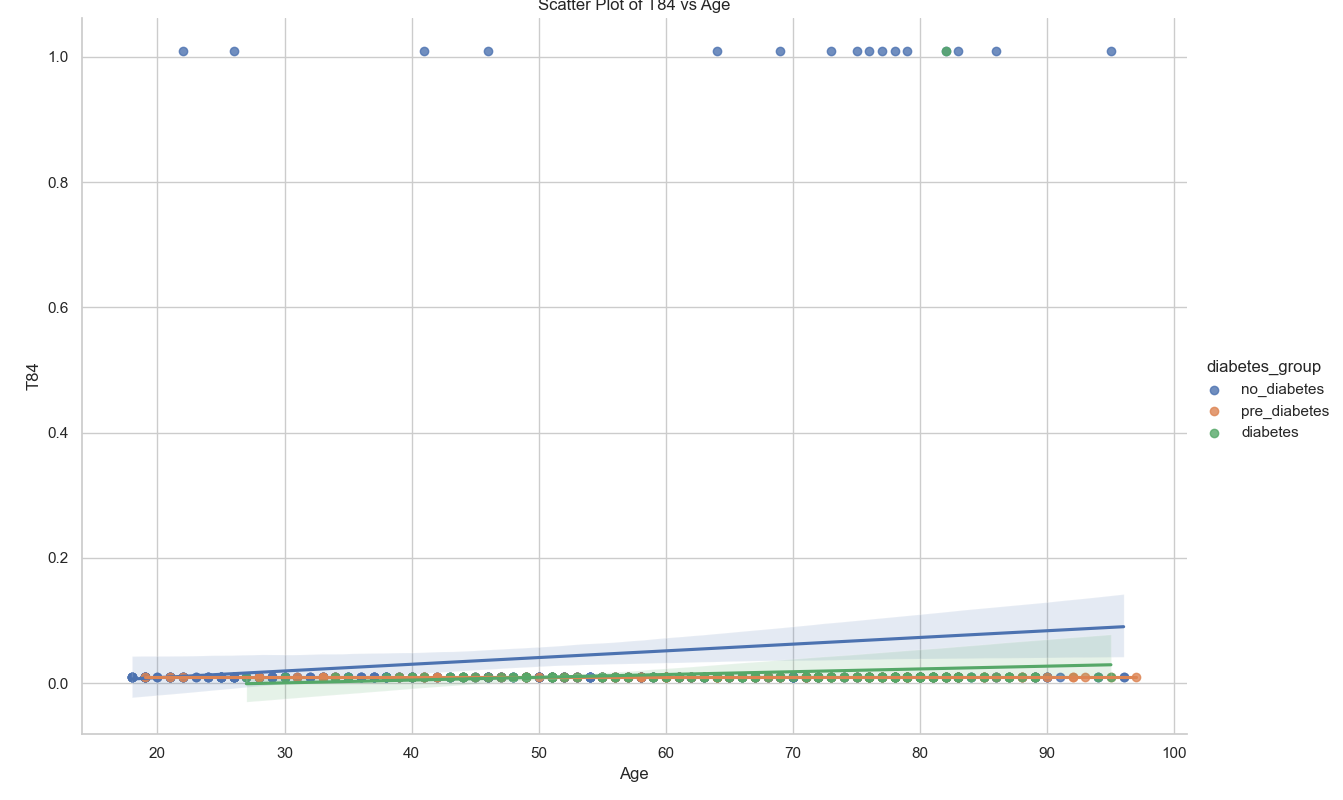 Scatter Plot of T84 vs Age
1.0
0.8
0.6
0.4
0.2
0.0
T84
20 30 40 50 60 70 80 90 100
Age
diabetes_group
no_diabetes
pre_diabetes
diabetes